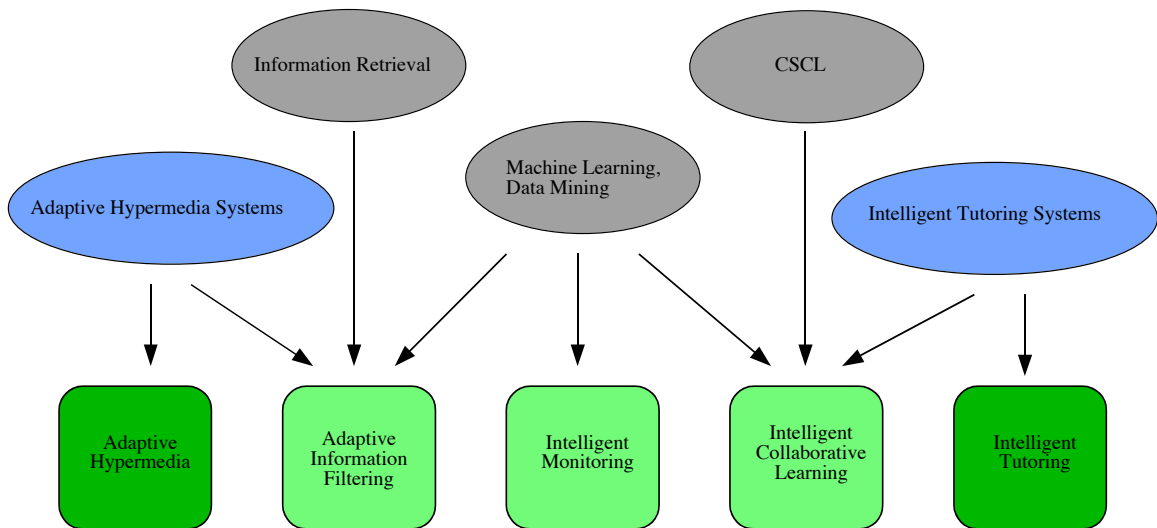 Information Retrieval
CSCL
Machine Learning,
Data Mining
Adaptive Hypermedia Systems
Intelligent Tutoring Systems
Adaptive
Hypermedia
Adaptive
Information
Filtering
Intelligent
Monitoring
Intelligent
Collaborative
Learning
Intelligent
Tutoring